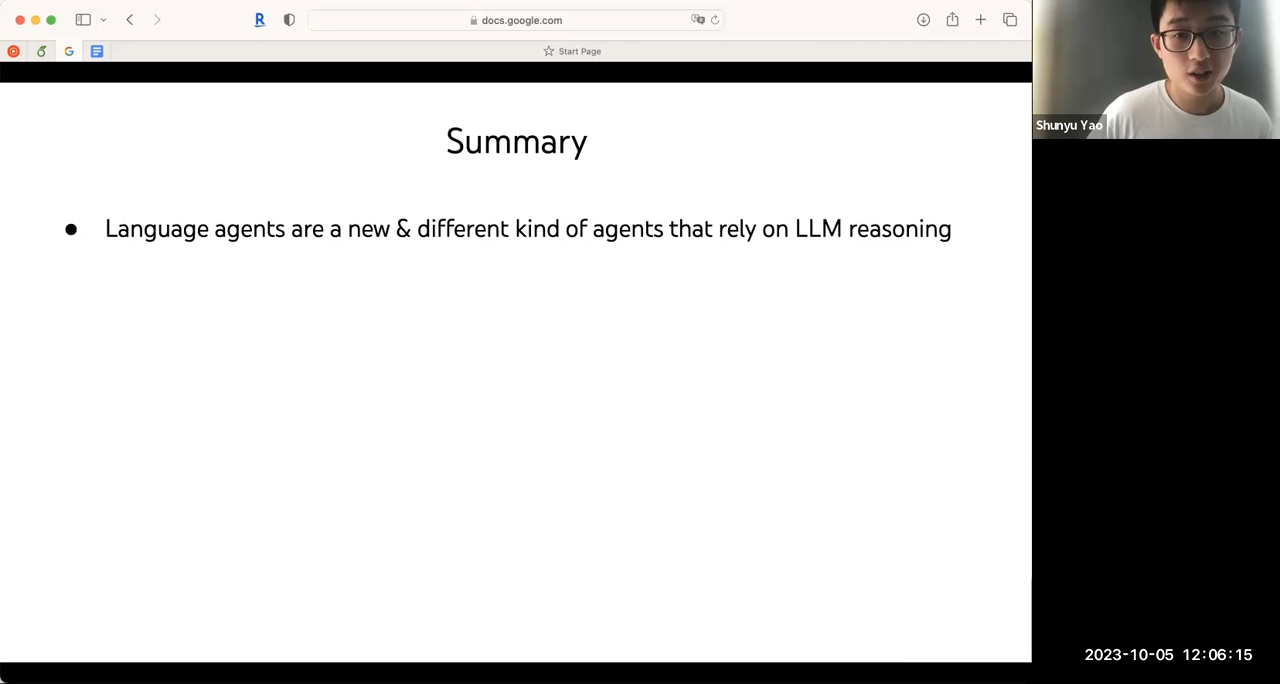 docs.google.com
Start Page
Summary
● Language agents are a new & different kind of agents that rely on LLM reasoning
Shunyu Yao
2023-10-05 12:06:15